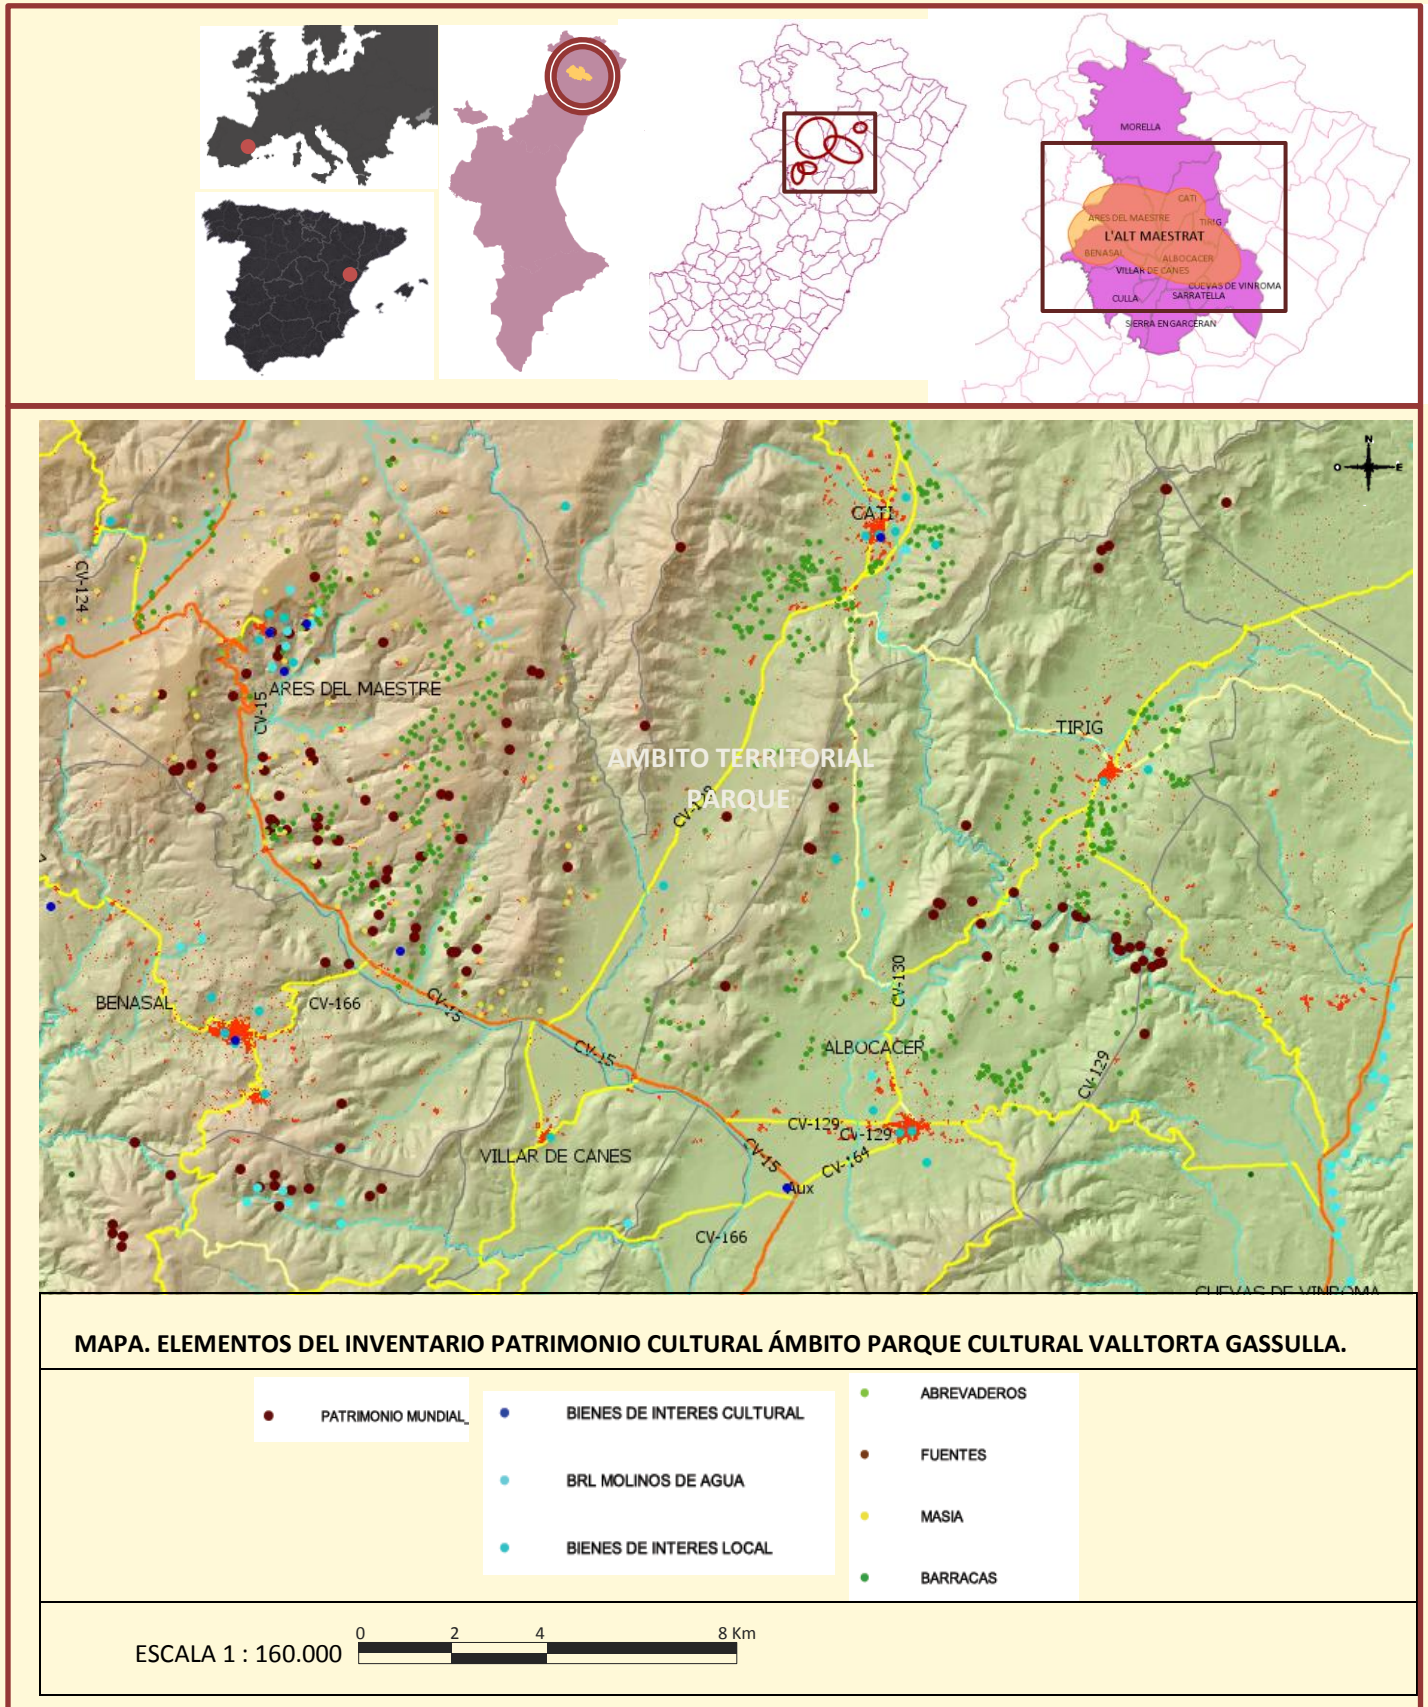 MORELLA
CATI
ARES DEL MAESTRE
TIRIG
L'ALT MAESTRAT
BENASAL
ALBOCACER
VILLAR DE CANES
CUEVAS DE VINROMA
CULLA
SARRATELLA
SIERRA ENGARCERAN
N
O
E
CATI
CV-124
ARES DEL MAESTRE
CV-15
TIRIG
AMBITO TERRITORIAL
PARQUE
CV-130
BENASAL
CV-166
CV-15
CV-15
ALBOCACER
CV-129
CV-129
CV-129
VILLAR DE CANES
CV-15
CV-164
Aux
CV-166
CUEVAS DE VINROMA
MAPA. ELEMENTOS DEL INVENTARIO PATRIMONIO CULTURAL ÁMBITO PARQUE CULTURAL VALLTORTA GASSULLA.
PATRIMONIO MUNDIAL_
BIENES DE INTERES CULTURAL
BRL MOLINOS DE AGUA
BIENES DE INTERES LOCAL
ABREVADEROS
FUENTES
MASIA
BARRACAS
ESCALA 1 : 160.000
0 2 4 8 Km